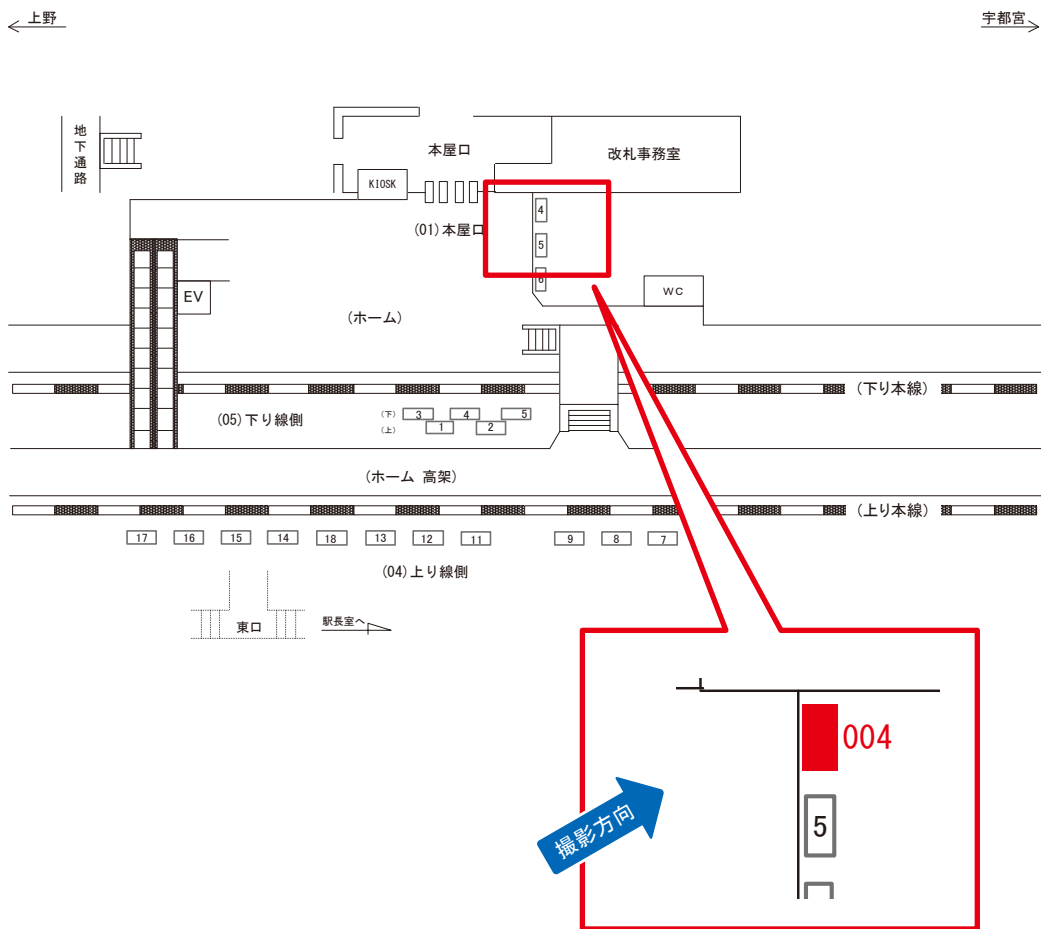 上野
宇都宮
地下通路
本屋口
改札事務室
KIOSK
(01)本屋口
4
5
6
EV
WC
(ホーム)
(下り本線)
(05)下り線側
(下)
3
4
5
(上)
1
2
(ホーム 高架)
(上り本線)
17
16
15
14
18
13
12
11
9
8
7
(04)上り線側
東口
駅長室へ
004
撮影方向
5